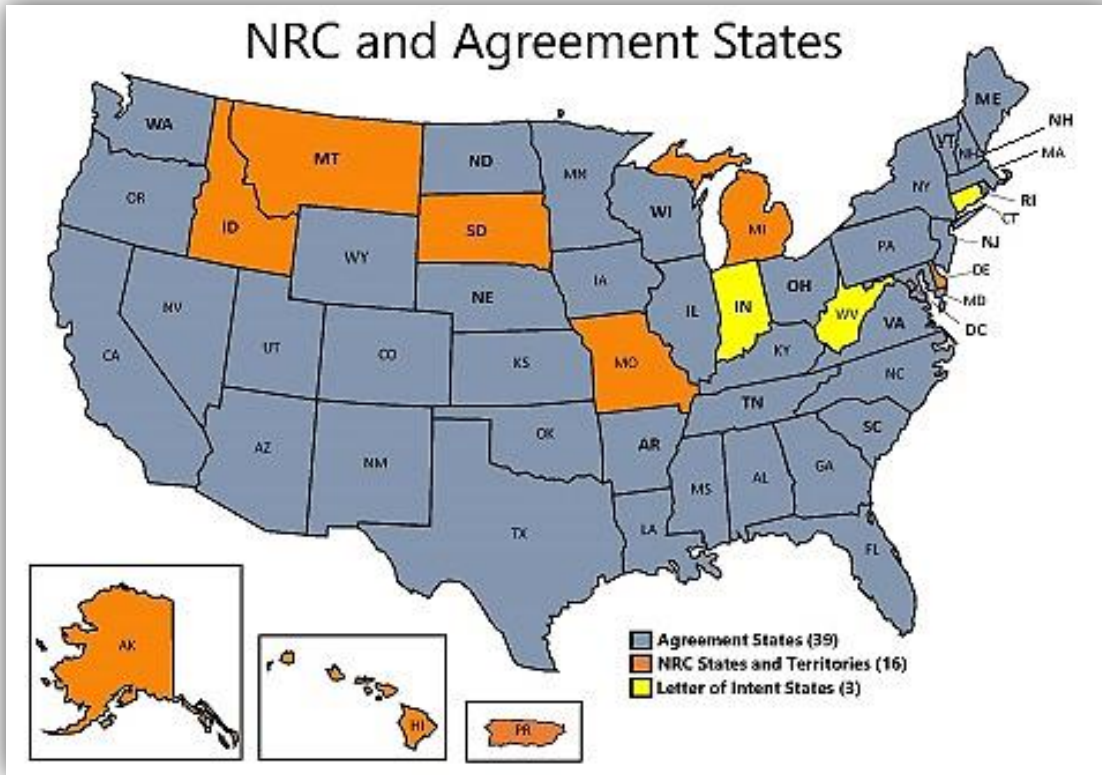 NRC and Agreement States
WA
MT
ND
MN
ME
VT
NH
NH
MA
OR
ID
SD
WI
MI
NY
RI
CT
WY
IA
PA
NJ
NV
NE
IL
IN
OH
DE
MD
DC
WV
VA
CA
UT
CO
KS
MO
KY
NC
TN
SC
AZ
NM
OK
AR
MS
AL
GA
TX
LA
FL
AK
HI
PR
Agreement States (39)
NRC States and Territories (16)
Letter of Intent States (3)